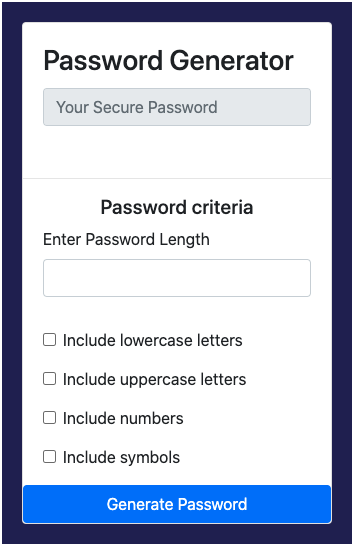 Password Generator
Your Secure Password
Password criteria
Enter Password Length
Include lowercase letters
Include uppercase letters
Include numbers
Include symbols
Generate Password